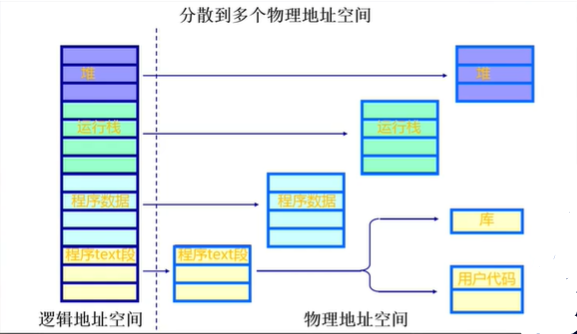 分散到多个物理地址空间
堆
堆
运行栈
运行栈
程序数据
程序数据
库
程序text段
程序text段
用户代码
逻辑地址空间
物理地址空间